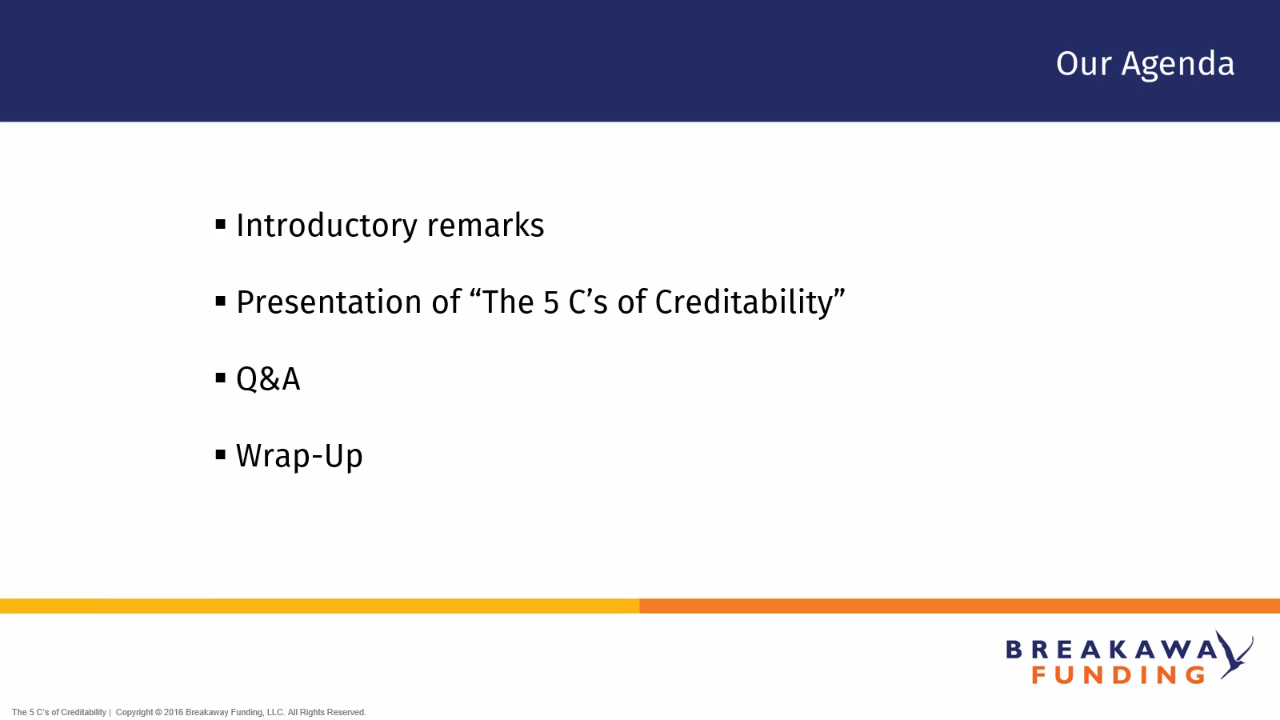 Our Agenda
▪ Introductory remarks
▪ Presentation of “The 5 C’s of Creditability”
▪ Q&A
▪ Wrap-Up
BREAKAWAY
FUNDING
The 5 C's of Creditability | Copyright © 2016 Breakaway Funding, LLC. All Rights Reserved.